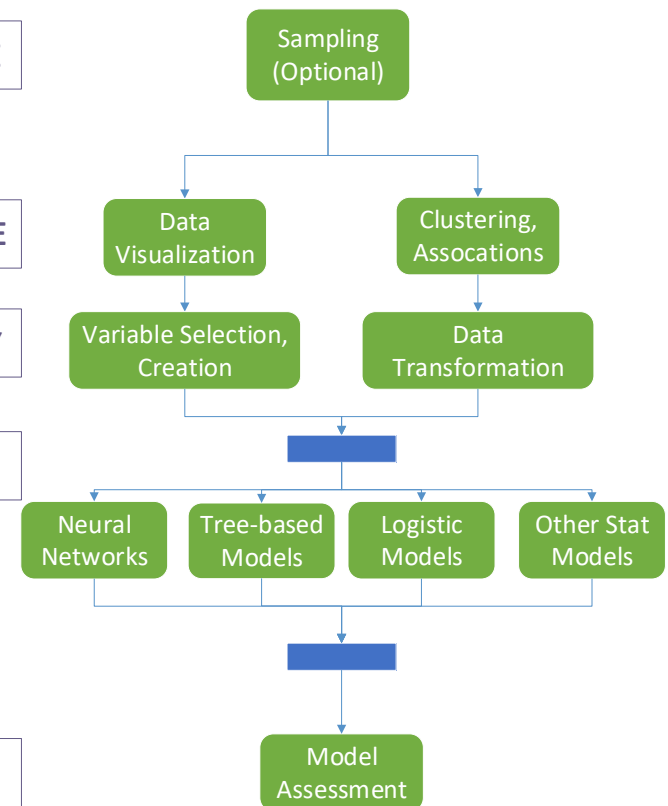 Sampling
(Optional)
E
Data
Visualization
Clustering,
Assocations
Variable Selection,
Creation
Data
Transformation
Neural
Networks
Tree-based
Models
Logistic
Models
Other Stat
Models
Model
Assessment